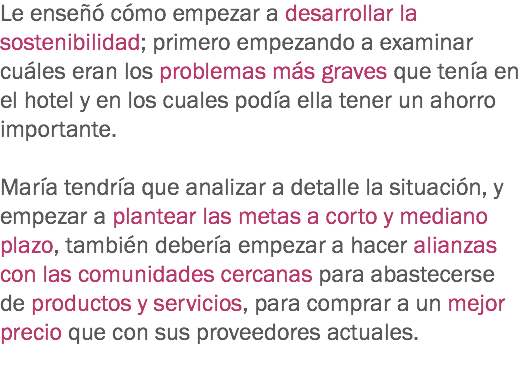 Le enseñó cómo empezar a desarrollar la
sostenibilidad; primero empezando a examinar
cuáles eran los problemas más graves que tenía en
el hotel y en los cuales podía ella tener un ahorro
importante.
María tendría que analizar a detalle la situación, y
empezar a plantear las metas a corto y mediano
plazo, también debería empezar a hacer alianzas
con las comunidades cercanas para abastecerse
de productos y servicios, para comprar a un mejor
precio que con sus proveedores actuales.